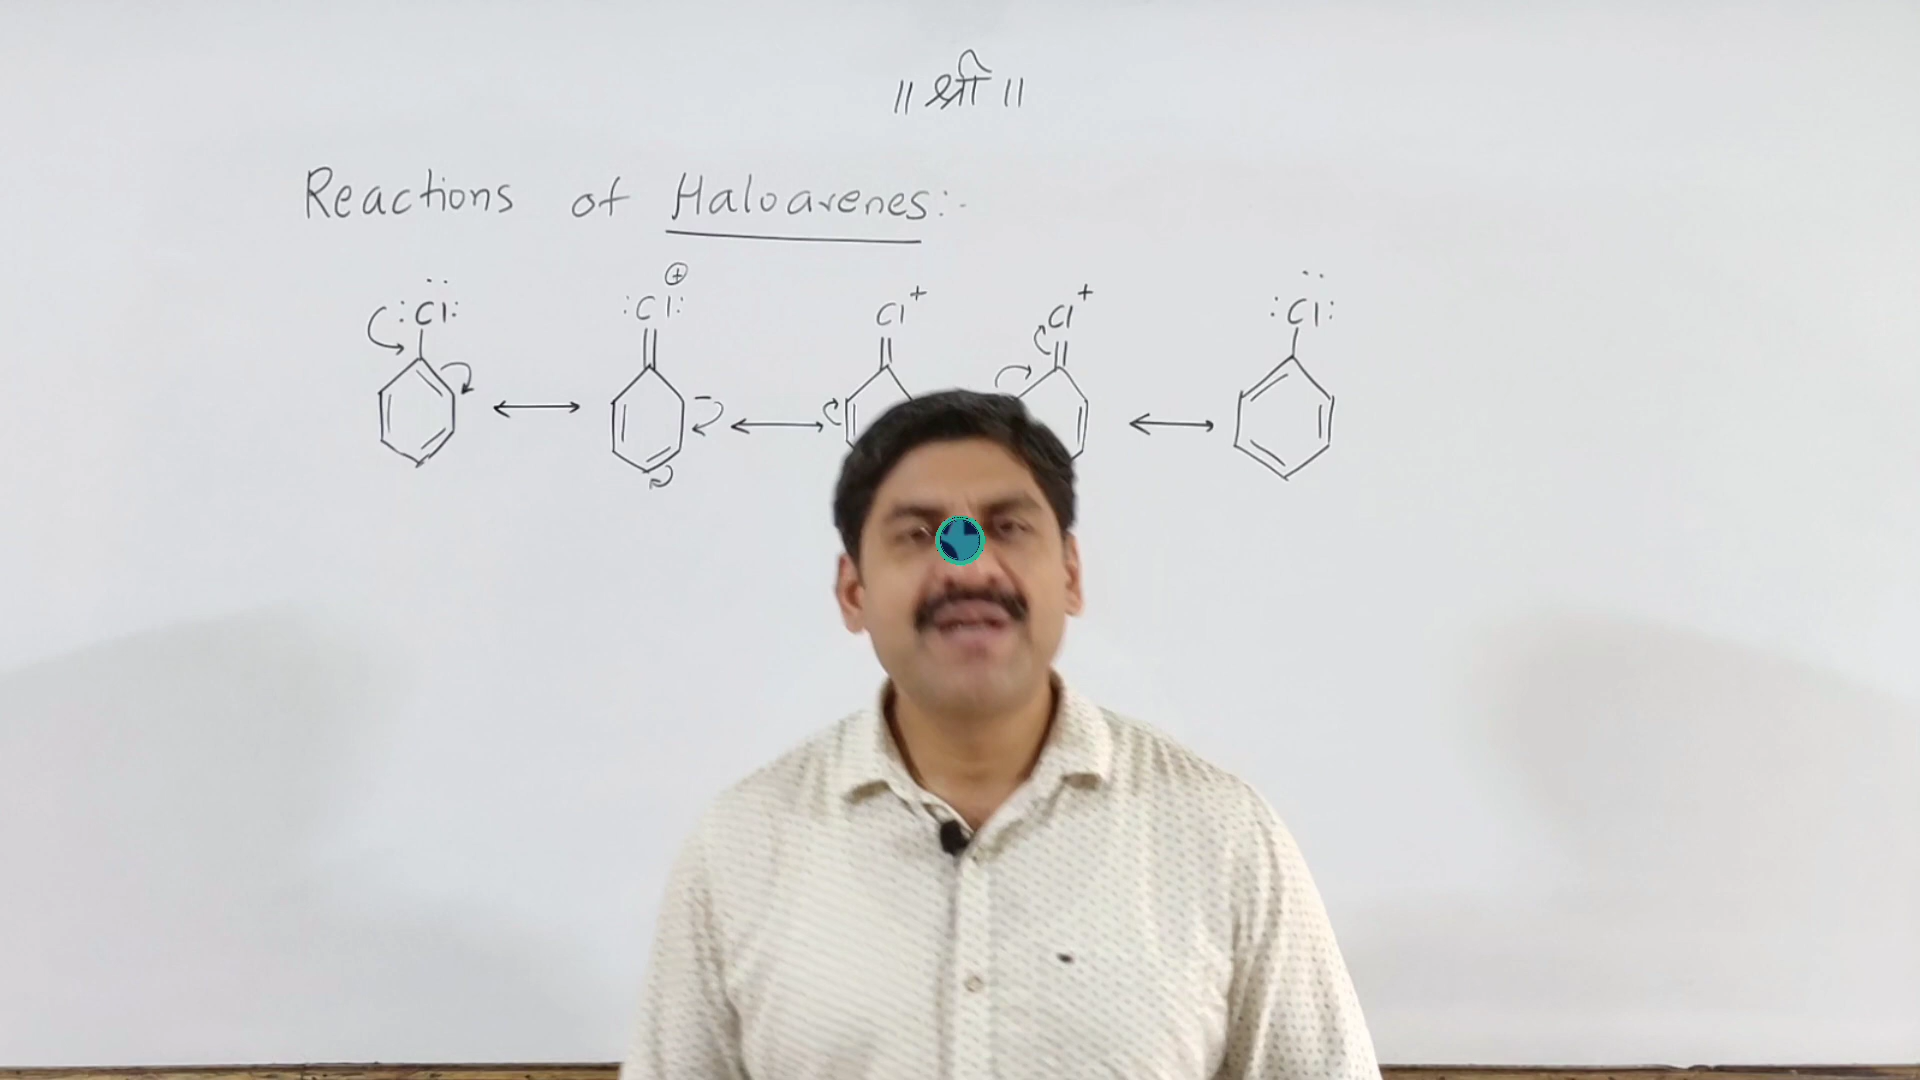 ॥ श्री ॥
Reactions of Haloarenes:-
:Cl: :Cl: ⊕ Cl + Cl + :Cl: